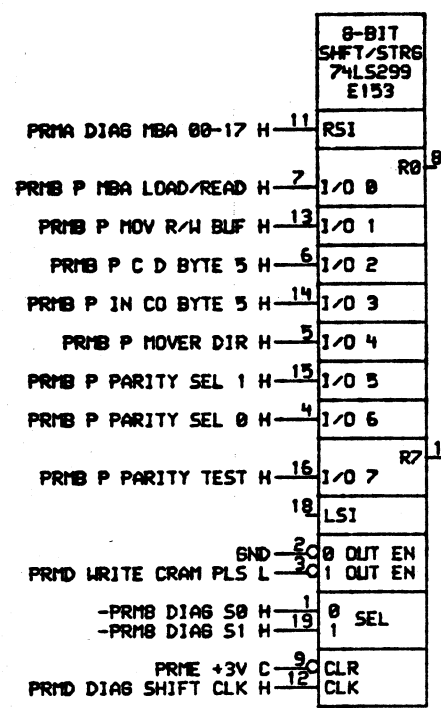 8-BIT
SHFT/STRG
74LS299
E153
PRMA DIAG MBA 00-17 H 11 RSI
R0 8
PRMB P MBA LOAD/READ H 7 I/O 0
PRMB P MOV R/W BUF H 13 I/O 1
PRMB P C D BYTE 5 H 6 I/O 2
PRMB P IN CO BYTE 5 H 14 I/O 3
PRMB P MOVER DIR H 5 I/O 4
PRMB P PARITY SEL 1 H 15 I/O 5
PRMB P PARITY SEL 0 H 4 I/O 6
R7 1
PRMB P PARITY TEST H 16 I/O 7
18 LSI
GND 2 0 OUT EN
PRMD WRITE CRAM PLS L 3 1 OUT EN
-PRM8 DIAG S0 H 1 0 SEL
-PRM8 DIAG S1 H 19 1
PRME +3V C 9 CLR
PRMD DIAG SHIFT CLK H 12 CLK